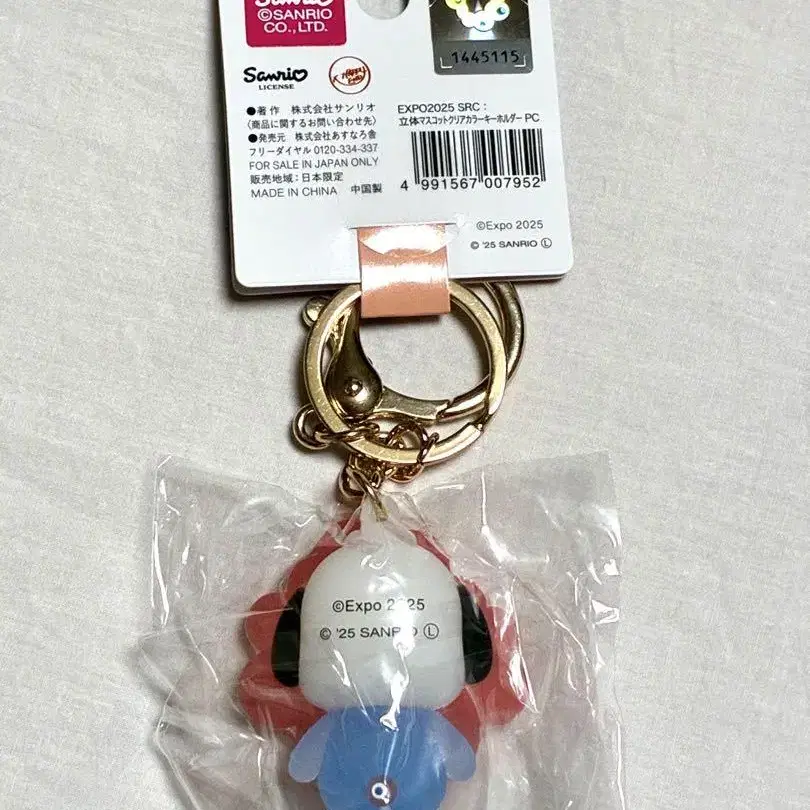 Sanrio
©SANRIO
CO., LTD.
1445115
Sanrio
LICENSE
●著作 株式会社サンリオ
〈商品に関するお問い合わせ先〉
●発売元 株式会社あすなろ舎
フリーダイヤル 0120-334-337
FOR SALE IN JAPAN ONLY
販売地域:日本限定
MADE IN CHINA 中国製
EXPO2025 SRC:
立体マスコットクリアカラーキーホルダー PC
4 991567 007952
©Expo 2025
© '25 SANRIO Ⓛ
©Expo 2025
© '25 SANRIO Ⓛ